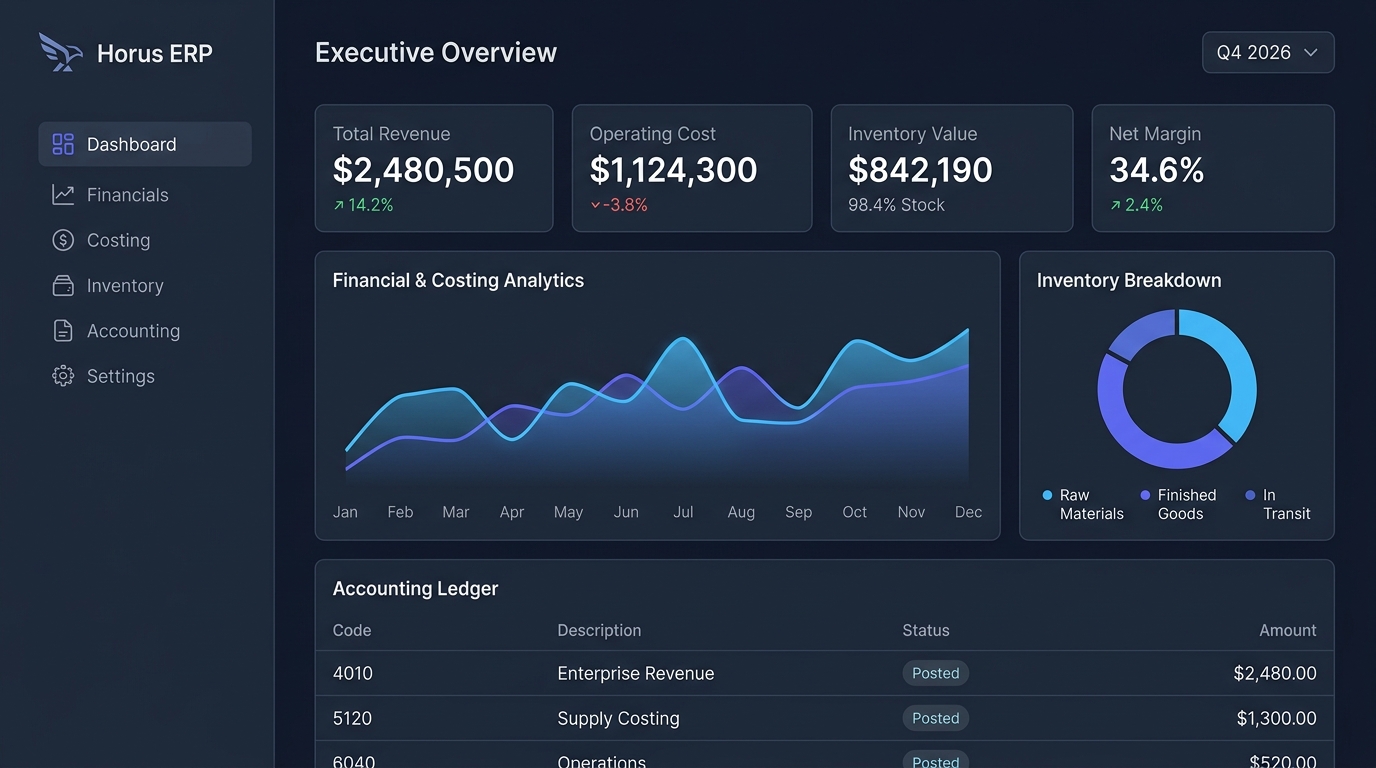 Horus ERP
Dashboard
Financials
Costing
Inventory
Accounting
Settings
Executive Overview
Q4 2026
Total Revenue
$2,480,500
14.2%
Operating Cost
$1,124,300
-3.8%
Inventory Value
$842,190
98.4% Stock
Net Margin
34.6%
2.4%
Financial & Costing Analytics
Jan Feb Mar Apr May Jun Jul Aug Sep Oct Nov Dec
Inventory Breakdown
Raw
Materials
Finished
Goods
In
Transit
Accounting Ledger
Code Description Status Amount
4010 Enterprise Revenue Posted $2,480.00
5120 Supply Costing Posted $1,300.00
6040 Operations Posted $520.00